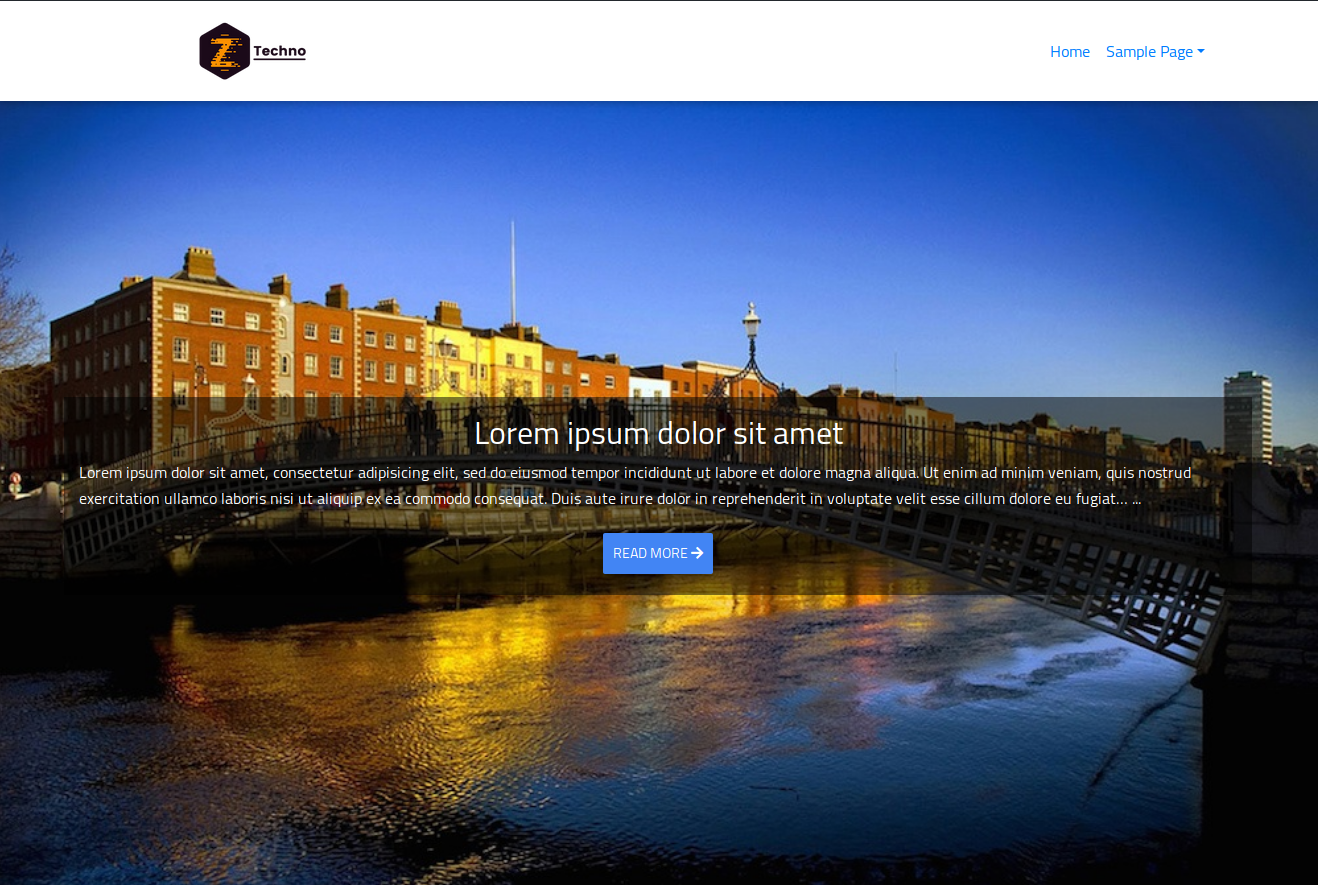 Z Techno
Home Sample Page
Lorem ipsum dolor sit amet
Lorem ipsum dolor sit amet, consectetur adipisicing elit, sed do eiusmod tempor incididunt ut labore et dolore magna aliqua. Ut enim ad minim veniam, quis nostrud
exercitation ullamco laboris nisi ut aliquip ex ea commodo consequat. Duis aute irure dolor in reprehenderit in voluptate velit esse cillum dolore eu fugiat... ...
READ MORE